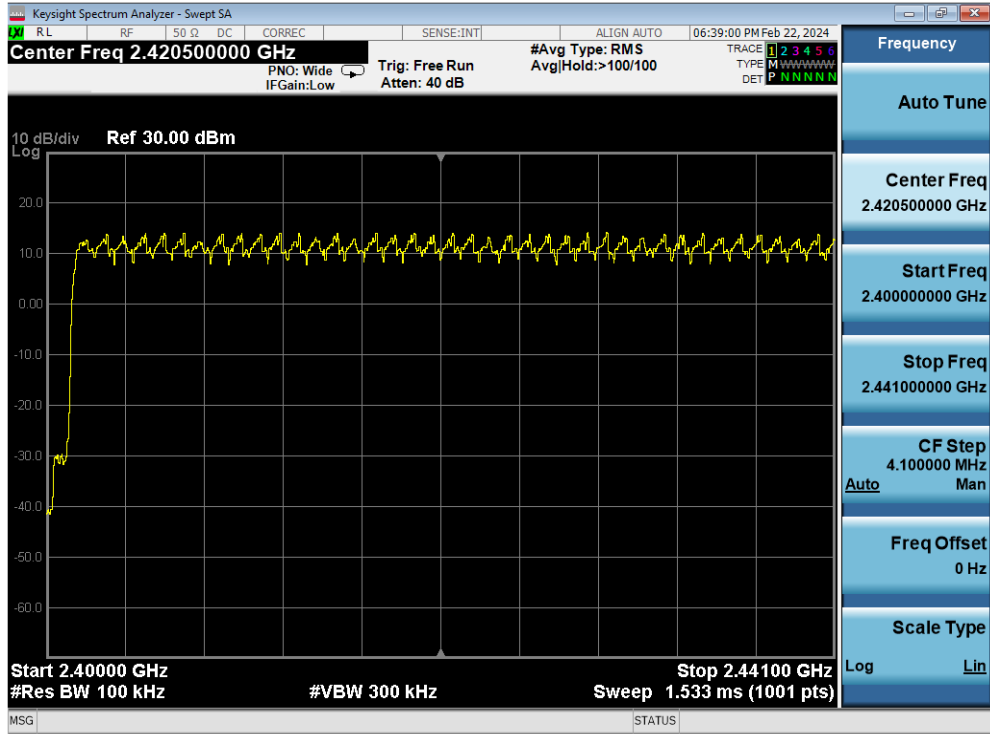 Keysight Spectrum Analyzer - Swept SA
LXI RL RF 50 Ω DC CORREC SENSE:INT ALIGN AUTO 06:39:00 PM Feb 22, 2024
Center Freq 2.420500000 GHz
PNO: Wide
IFGain:Low
Trig: Free Run
Atten: 40 dB
#Avg Type: RMS
Avg|Hold:>100/100
TRACE 1 2 3 4 5 6
TYPE M WWWWW
DET P N N N N N
10 dB/div Ref 30.00 dBm
Log
20.0
10.0
0.00
-10.0
-20.0
-30.0
-40.0
-50.0
-60.0
Start 2.40000 GHz Stop 2.44100 GHz
#Res BW 100 kHz #VBW 300 kHz Sweep 1.533 ms (1001 pts)
MSG STATUS
Frequency
Auto Tune
Center Freq
2.420500000 GHz
Start Freq
2.400000000 GHz
Stop Freq
2.441000000 GHz
CF Step
4.100000 MHz
Auto Man
Freq Offset
0 Hz
Scale Type
Log Lin